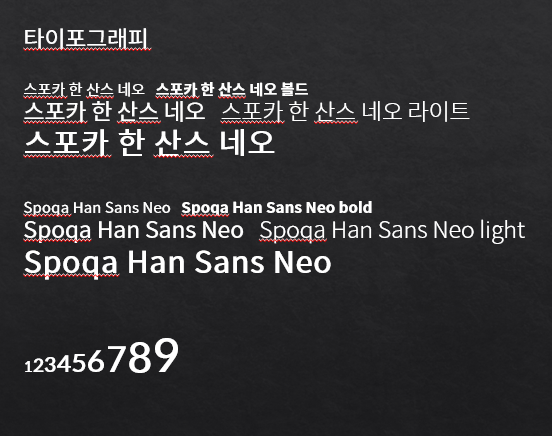 타이포그래피
스포카 한 산스 네오 스포카 한 산스 네오 볼드
스포카 한 산스 네오 스포카 한 산스 네오 라이트
스포카 한 산스 네오
Spoqa Han Sans Neo Spoqa Han Sans Neo bold
Spoqa Han Sans Neo Spoqa Han Sans Neo light
Spoqa Han Sans Neo
123456789